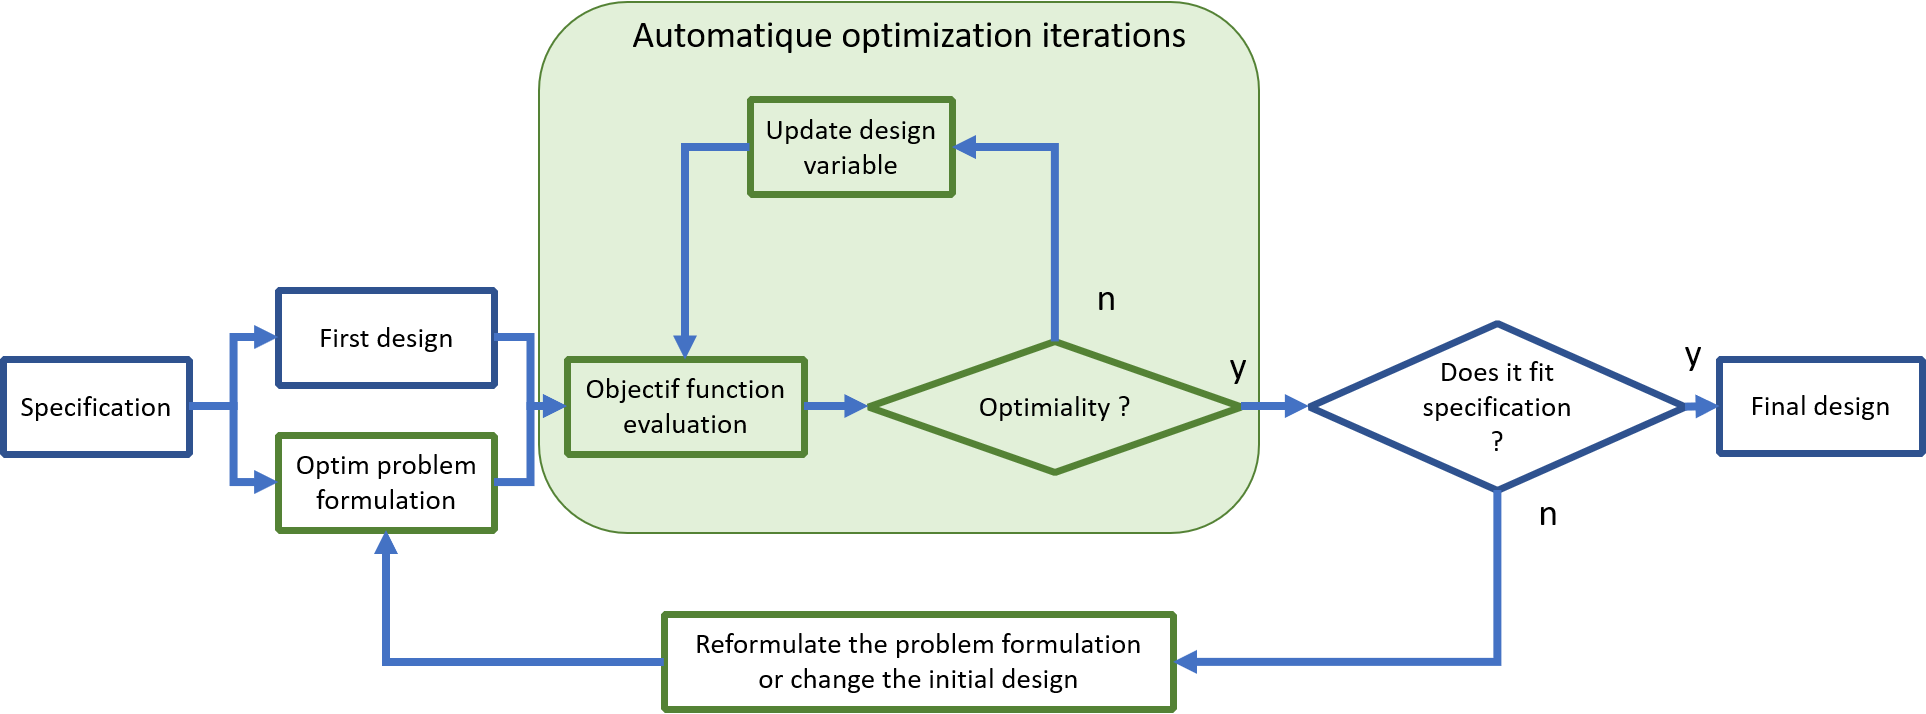 Automatique optimization iterations
Update design
variable
n
First design
Specification
Optim problem
formulation
Objectif function
evaluation
Optimiality ?
y
Does it fit
specification
?
y
Final design
n
Reformulate the problem formulation
or change the initial design